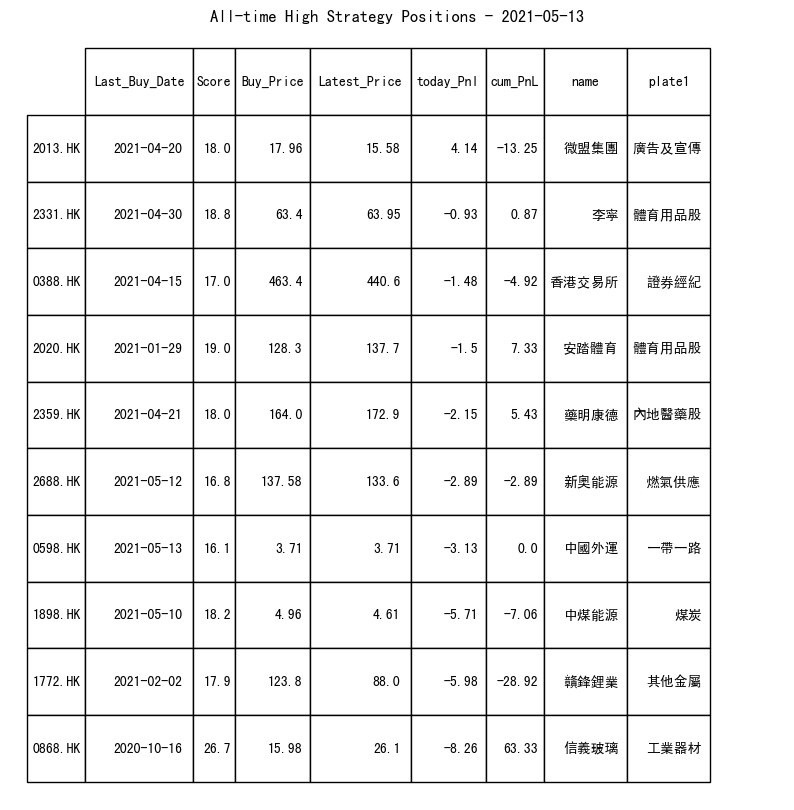 All-time High Strategy Positions - 2021-05-13
Last_Buy_Date Score Buy_Price Latest_Price today_Pnl cum_PnL name plate1
2013.HK 2021-04-20 18.0 17.96 15.58 4.14 -13.25 微盟集團 廣告及宣傳
2331.HK 2021-04-30 18.8 63.4 63.95 -0.93 0.87 李寧 體育用品股
0388.HK 2021-04-15 17.0 463.4 440.6 -1.48 -4.92 香港交易所 證券經紀
2020.HK 2021-01-29 19.0 128.3 137.7 -1.5 7.33 安踏體育 體育用品股
2359.HK 2021-04-21 18.0 164.0 172.9 -2.15 5.43 藥明康德 內地醫藥股
2688.HK 2021-05-12 16.8 137.58 133.6 -2.89 -2.89 新奧能源 燃氣供應
0598.HK 2021-05-13 16.1 3.71 3.71 -3.13 0.0 中國外運 一帶一路
1898.HK 2021-05-10 18.2 4.96 4.61 -5.71 -7.06 中煤能源 煤炭
1772.HK 2021-02-02 17.9 123.8 88.0 -5.98 -28.92 贛鋒鋰業 其他金屬
0868.HK 2020-10-16 26.7 15.98 26.1 -8.26 63.33 信義玻璃 工業器材